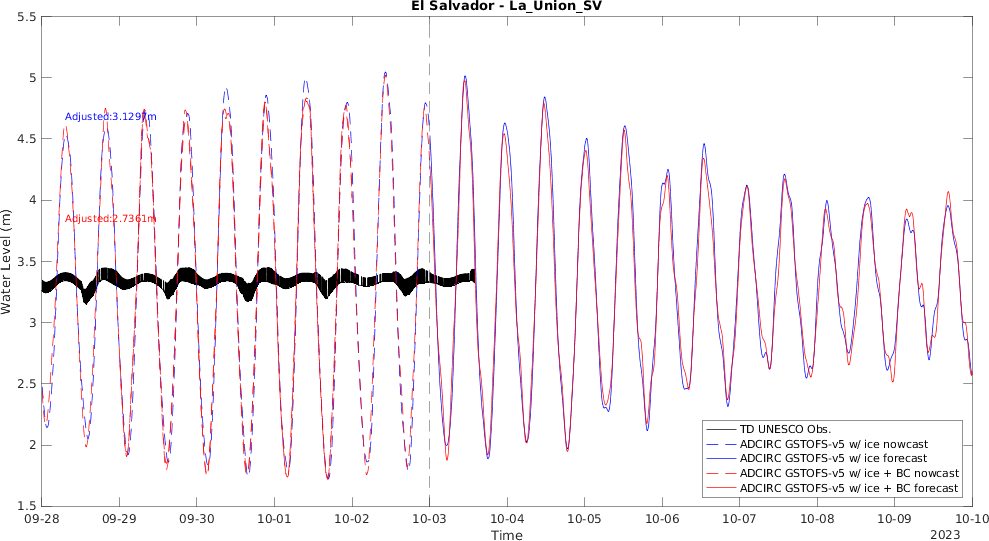 El Salvador - La_Union_SV
5.5
5
4.5
4
3.5
3
2.5
2
1.5
Water Level (m)
Adjusted:3.1297m
Adjusted:2.7361m
TD UNESCO Obs.
ADCIRC GSTOFS-v5 w/ ice nowcast
ADCIRC GSTOFS-v5 w/ ice forecast
ADCIRC GSTOFS-v5 w/ ice + BC nowcast
ADCIRC GSTOFS-v5 w/ ice + BC forecast
09-28 09-29 09-30 10-01 10-02 10-03 10-04 10-05 10-06 10-07 10-08 10-09 10-10
Time
2023